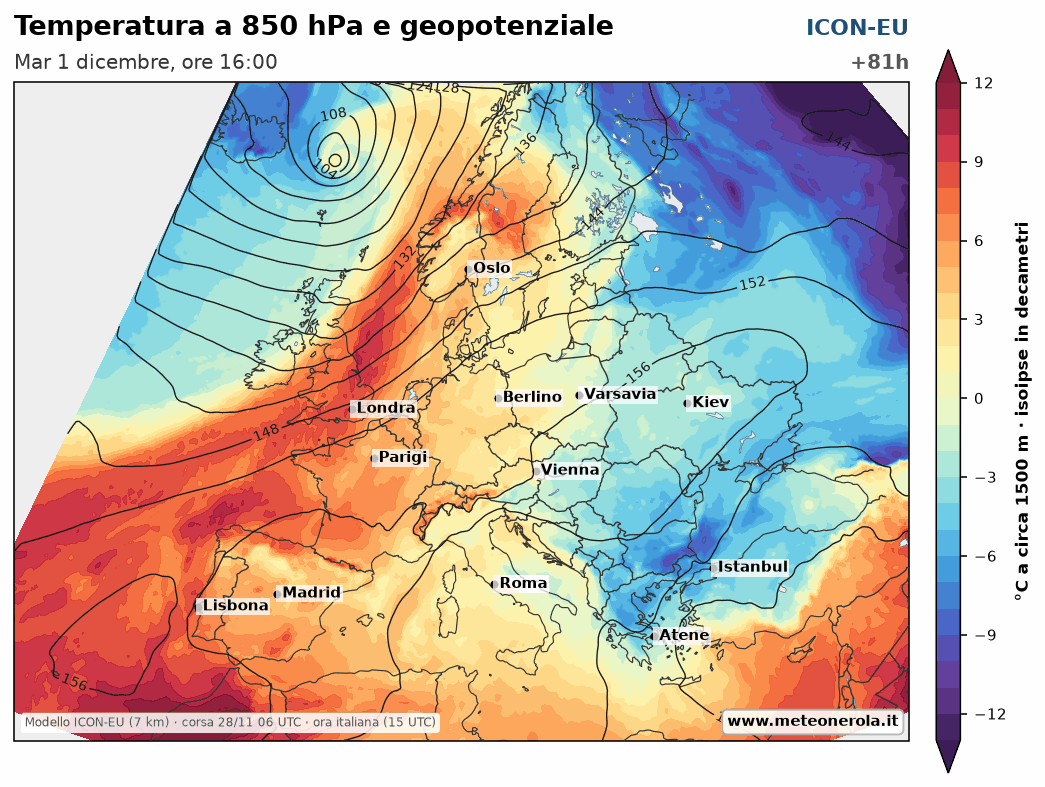 Temperatura a 850 hPa e geopotenziale
ICON-EU
Mar 1 dicembre, ore 16:00
+81h
124 128
108
104
136
144
144
132
Oslo
152
156
Berlino
Varsavia
Kiev
Londra
148
Parigi
Vienna
Istanbul
Roma
Madrid
Lisbona
Atene
156
Modello ICON-EU (7 km) · corsa 28/11 06 UTC · ora italiana (15 UTC)
www.meteonerola.it
12
9
6
3
0
−3
−6
−9
−12
°C a circa 1500 m · isoipse in decametri